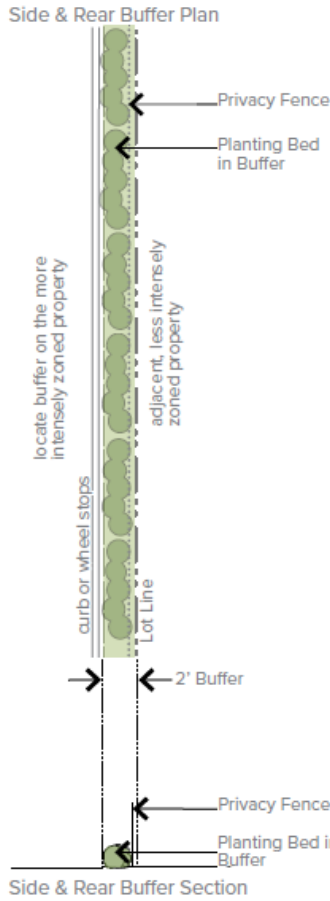 Side & Rear Buffer Plan
Privacy Fence
Planting Bed
in Buffer
locate buffer on the more
intensely zoned property
adjacent, less intensely
zoned property
curb or wheel stops
Lot Line
2' Buffer
Privacy Fence
Planting Bed i
Buffer
Side & Rear Buffer Section